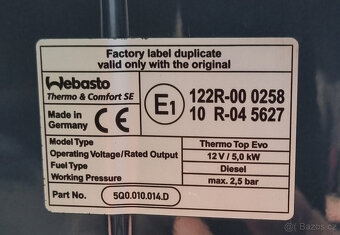 Factory label duplicate
valid only with the original
Webasto
Thermo & Comfort SE
Made in
Germany
CE
E1
122R-00 0258
10 R-04 5627
Model Type Thermo Top Evo
Operating Voltage/Rated Output 12 V / 5,0 kW
Fuel Type Diesel
Working Pressure max. 2,5 bar
Part No. 5Q0.010.014.D